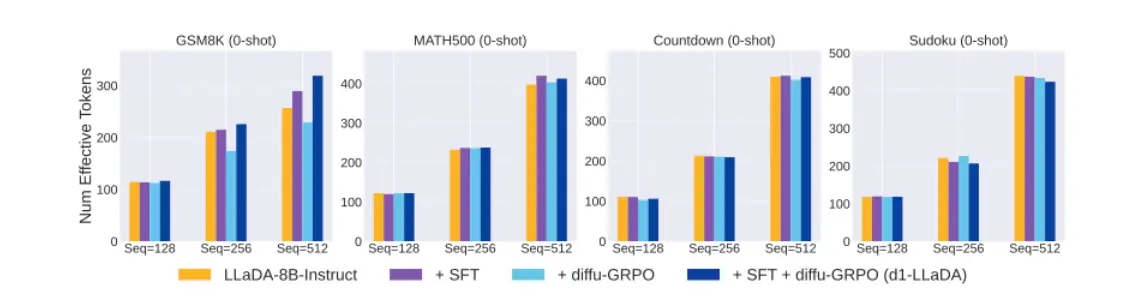 GSM8K (0-shot) MATH500 (0-shot) Countdown (0-shot) Sudoku (0-shot)
Num Effective Tokens
300
200
100
0
Seq=128 Seq=256 Seq=512
400
300
200
100
0
Seq=128 Seq=256 Seq=512
400
300
200
100
0
Seq=128 Seq=256 Seq=512
500
400
300
200
100
0
Seq=128 Seq=256 Seq=512
LLaDA-8B-Instruct + SFT + diffu-GRPO + SFT + diffu-GRPO (d1-LLaDA)